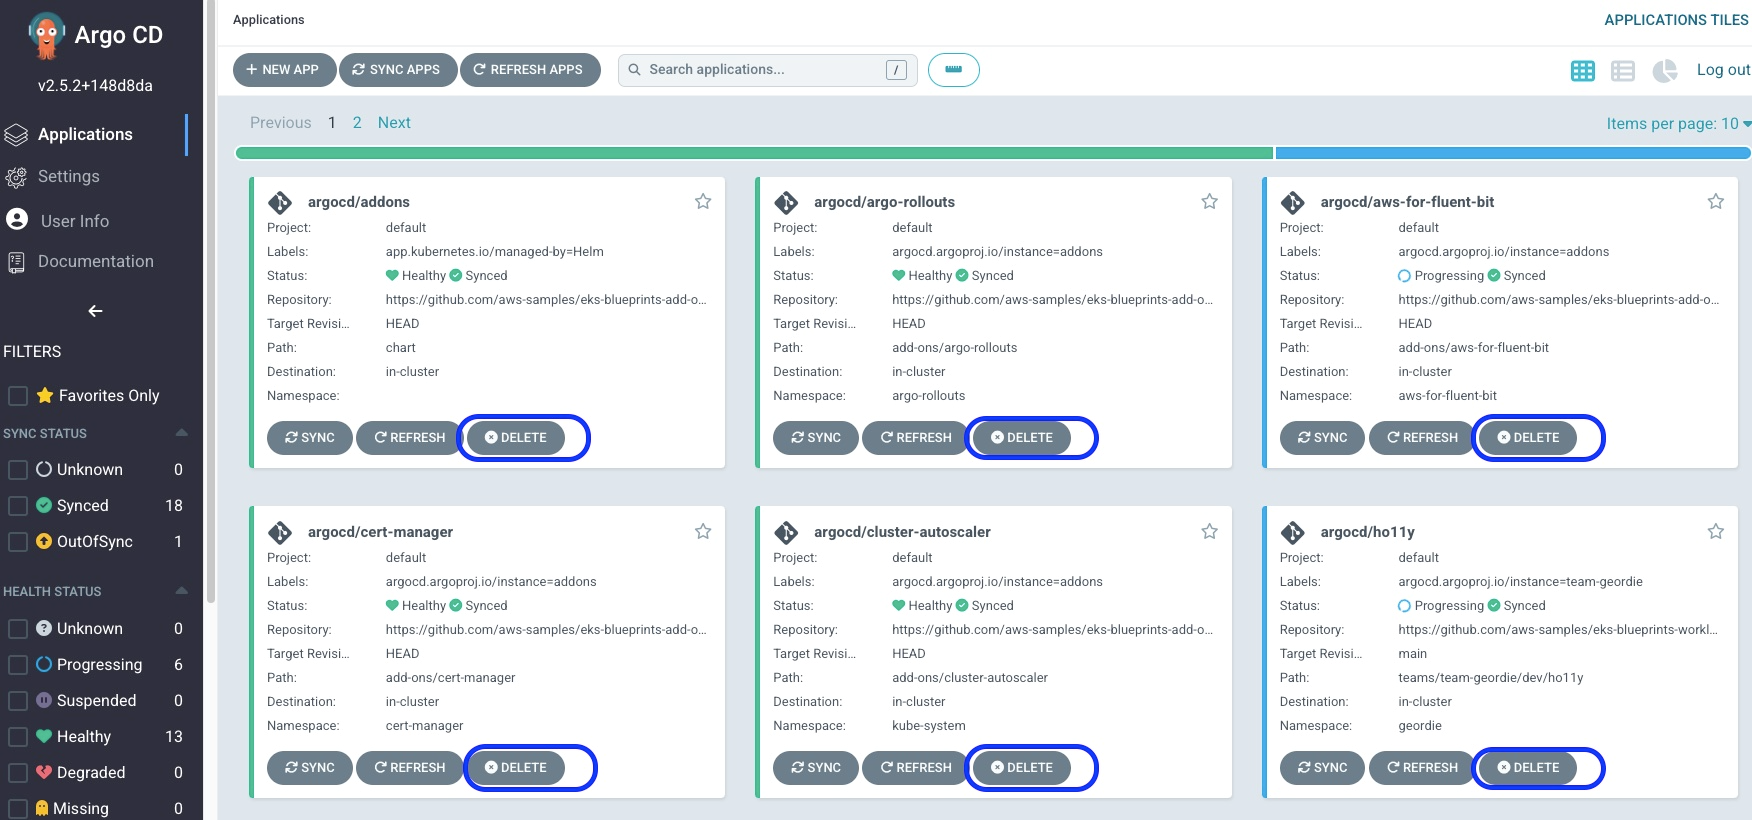 Argo CD
v2.5.2+148d8da
Applications
Settings
User Info
Documentation
FILTERS
Favorites Only
SYNC STATUS
Unknown 0
Synced 18
OutOfSync 1
HEALTH STATUS
Unknown 0
Progressing 6
Suspended 0
Healthy 13
Degraded 0
Missing 0
Applications
APPLICATIONS TILES
+ NEW APP SYNC APPS REFRESH APPS Search applications... / Log out
Previous 1 2 Next
Items per page: 10
argocd/addons
Project: default
Labels: app.kubernetes.io/managed-by=Helm
Status: Healthy Synced
Repository: https://github.com/aws-samples/eks-blueprints-add-o...
Target Revisi... HEAD
Path: chart
Destination: in-cluster
Namespace:
SYNC REFRESH DELETE
argocd/argo-rollouts
Project: default
Labels: argocd.argoproj.io/instance=addons
Status: Healthy Synced
Repository: https://github.com/aws-samples/eks-blueprints-add-o...
Target Revisi... HEAD
Path: add-ons/argo-rollouts
Destination: in-cluster
Namespace: argo-rollouts
SYNC REFRESH DELETE
argocd/aws-for-fluent-bit
Project: default
Labels: argocd.argoproj.io/instance=addons
Status: Progressing Synced
Repository: https://github.com/aws-samples/eks-blueprints-add-o...
Target Revisi... HEAD
Path: add-ons/aws-for-fluent-bit
Destination: in-cluster
Namespace: aws-for-fluent-bit
SYNC REFRESH DELETE
argocd/cert-manager
Project: default
Labels: argocd.argoproj.io/instance=addons
Status: Healthy Synced
Repository: https://github.com/aws-samples/eks-blueprints-add-o...
Target Revisi... HEAD
Path: add-ons/cert-manager
Destination: in-cluster
Namespace: cert-manager
SYNC REFRESH DELETE
argocd/cluster-autoscaler
Project: default
Labels: argocd.argoproj.io/instance=addons
Status: Healthy Synced
Repository: https://github.com/aws-samples/eks-blueprints-add-o...
Target Revisi... HEAD
Path: add-ons/cluster-autoscaler
Destination: in-cluster
Namespace: kube-system
SYNC REFRESH DELETE
argocd/ho11y
Project: default
Labels: argocd.argoproj.io/instance=team-geordie
Status: Progressing Synced
Repository: https://github.com/aws-samples/eks-blueprints-workl...
Target Revisi... main
Path: teams/team-geordie/dev/ho11y
Destination: in-cluster
Namespace: geordie
SYNC REFRESH DELETE